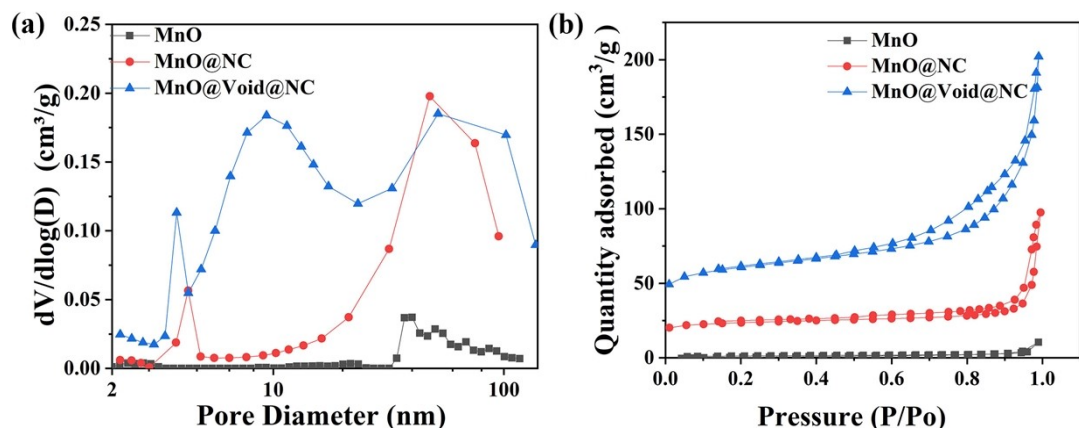 (a)
0.25
0.20
0.15
0.10
0.05
0.00
dV/dlog(D) (cm³/g)
MnO
MnO@NC
MnO@Void@NC
2
10
100
Pore Diameter (nm)
(b)
200
150
100
50
0
Quantity adsorbed (cm³/g)
MnO
MnO@NC
MnO@Void@NC
0.0
0.2
0.4
0.6
0.8
1.0
Pressure (P/Po)